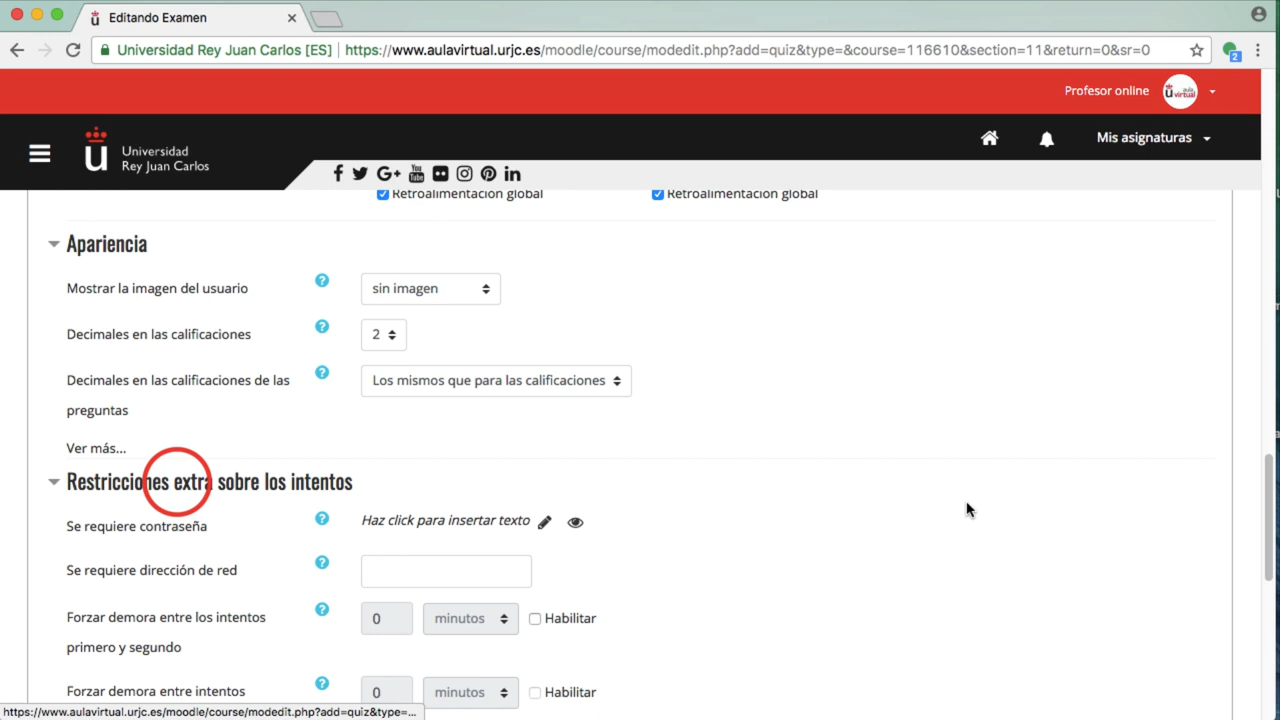 Editando Examen
Universidad Rey Juan Carlos [ES] https://www.aulavirtual.urjc.es/moodle/course/modedit.php?add=quiz&type=&course=116610&section=11&return=0&sr=0
2
Profesor online
Universidad
Rey Juan Carlos
Mis asignaturas
Retroalimentación global Retroalimentación global
Apariencia
Mostrar la imagen del usuario sin imagen
Decimales en las calificaciones 2
Decimales en las calificaciones de las
preguntas
Los mismos que para las calificaciones
Ver más...
Restricciones extra sobre los intentos
Se requiere contraseña Haz click para insertar texto
Se requiere dirección de red
Forzar demora entre los intentos
primero y segundo
0 minutos Habilitar
Forzar demora entre intentos 0 minutos Habilitar
https://www.aulavirtual.urjc.es/moodle/course/modedit.php?add=quiz&type=...